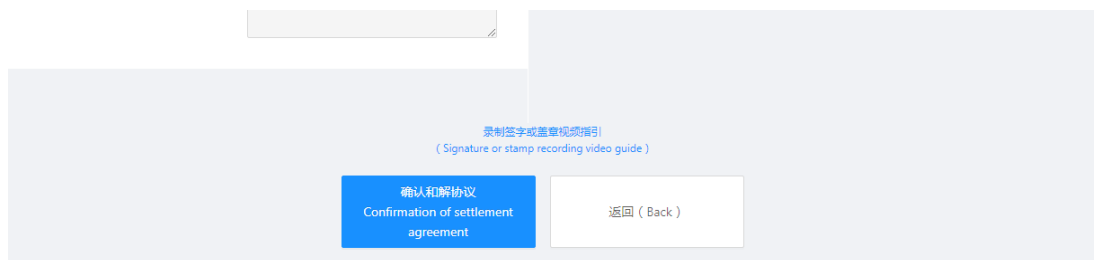 录制签字或盖章视频指引
( Signature or stamp recording video guide )
确认和解协议
Confirmation of settlement
agreement
返回 ( Back )